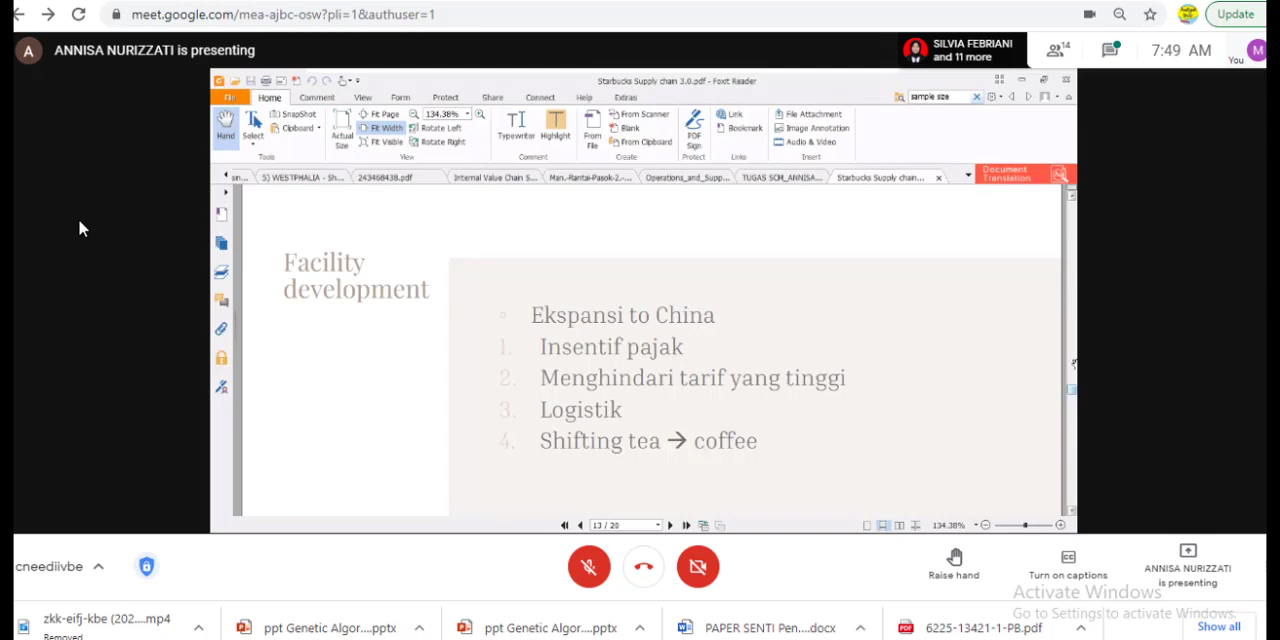 meet.google.com/mea-ajbc-osw?pli=1&authuser=1
Update
A
ANNISA NURIZZATI is presenting
SILVIA FEBRIANI
and 11 more
14
7:49 AM
You
M
Starbucks Supply chain 3.0.pdf - Foxit Reader
File
Home
Comment
View
Form
Protect
Share
Connect
Help
Extras
sample size
Hand
Select
SnapShot
Clipboard
Tools
Actual
Size
Fit Page
Fit Width
Fit Visible
134.38%
Rotate Left
Rotate Right
View
Typewriter
Highlight
Comment
From
File
From Scanner
Blank
From Clipboard
Create
PDF
Sign
Protect
Link
Bookmark
Links
File Attachment
Image Annotation
Audio & Video
Insert
sin...
5) WESTPHALIA - Sh...
243468438.pdf
Internal Value Chain S...
Man.-Rantai-Pasok-2.-...
Operations_and_Supp...
TUGAS SCM_ANNISA...
Starbucks Supply chain...
Document
Translation
Facility
development
Ekspansi to China
1. Insentif pajak
2. Menghindari tarif yang tinggi
3. Logistik
4. Shifting tea → coffee
13 / 20
134.38%
cneediivbe
Raise hand
Turn on captions
ANNISA NURIZZATI
is presenting
Activate Windows
Go to Settings to activate Windows.
zkk-eifj-kbe (202....mp4
Removed
ppt Genetic Algor....pptx
ppt Genetic Algor....pptx
PAPER SENTI Pen....docx
6225-13421-1-PB.pdf
Show all